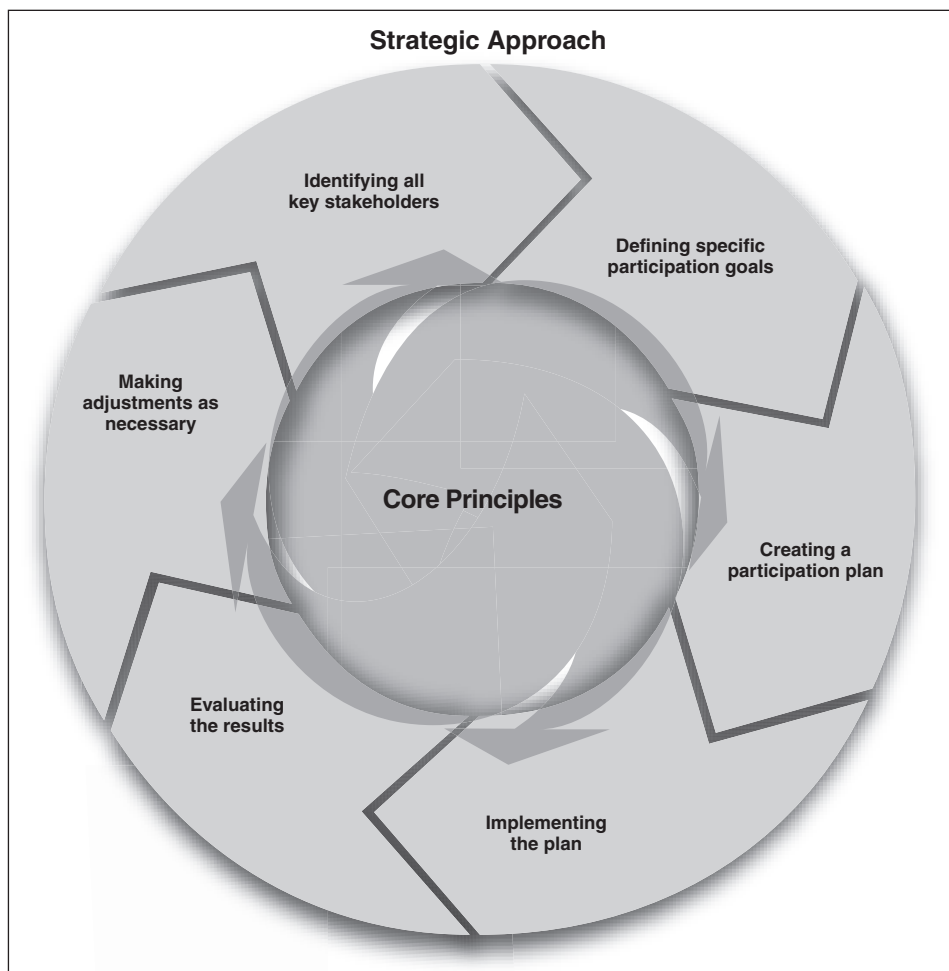 Strategic Approach
Identifying all
key stakeholders
Defining specific
participation goals
Creating a
participation plan
Implementing
the plan
Evaluating
the results
Making
adjustments as
necessary
Core Principles